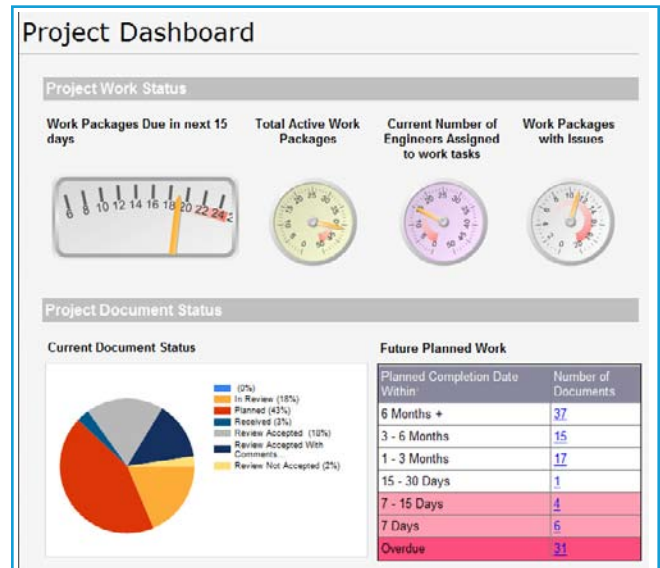 Project Dashboard
Project Work Status
Work Packages Due in next 15
days
Total Active Work
Packages
Current Number of
Engineers Assigned
to work tasks
Work Packages
with Issues
6 8 10 12 14 16 18 20 22 24
Project Document Status
Current Document Status
(0%)
In Review (18%)
Planned (43%)
Received (3%)
Review Accepted (18%)
Review Accepted With
Comments...
Review Not Accepted (2%)
Future Planned Work
Planned Completion Date
Within:
Number of
Documents
6 Months + 37
3 - 6 Months 15
1 - 3 Months 17
15 - 30 Days 1
7 - 15 Days 4
7 Days 6
Overdue 31